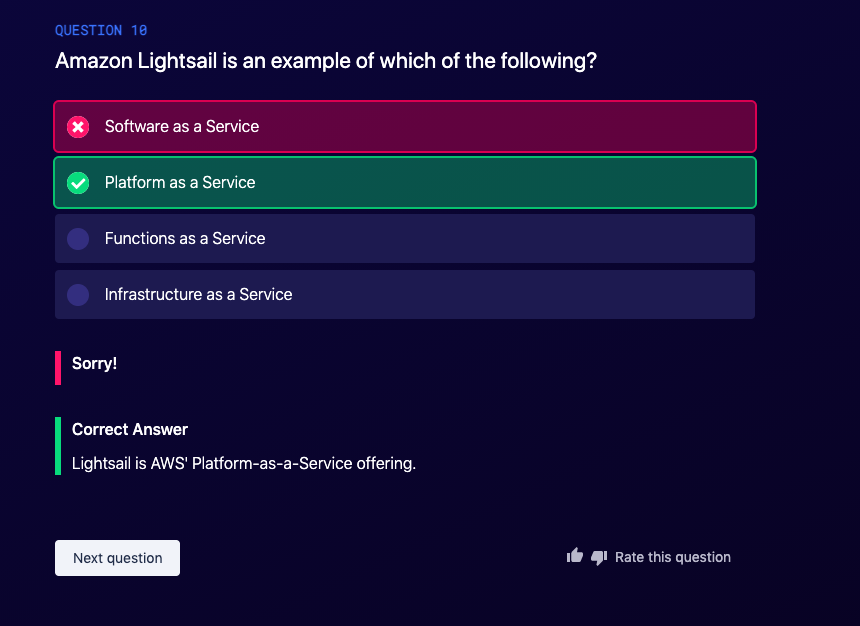 QUESTION 10
Amazon Lightsail is an example of which of the following?
Software as a Service
Platform as a Service
Functions as a Service
Infrastructure as a Service
Sorry!
Correct Answer
Lightsail is AWS' Platform-as-a-Service offering.
Next question
Rate this question